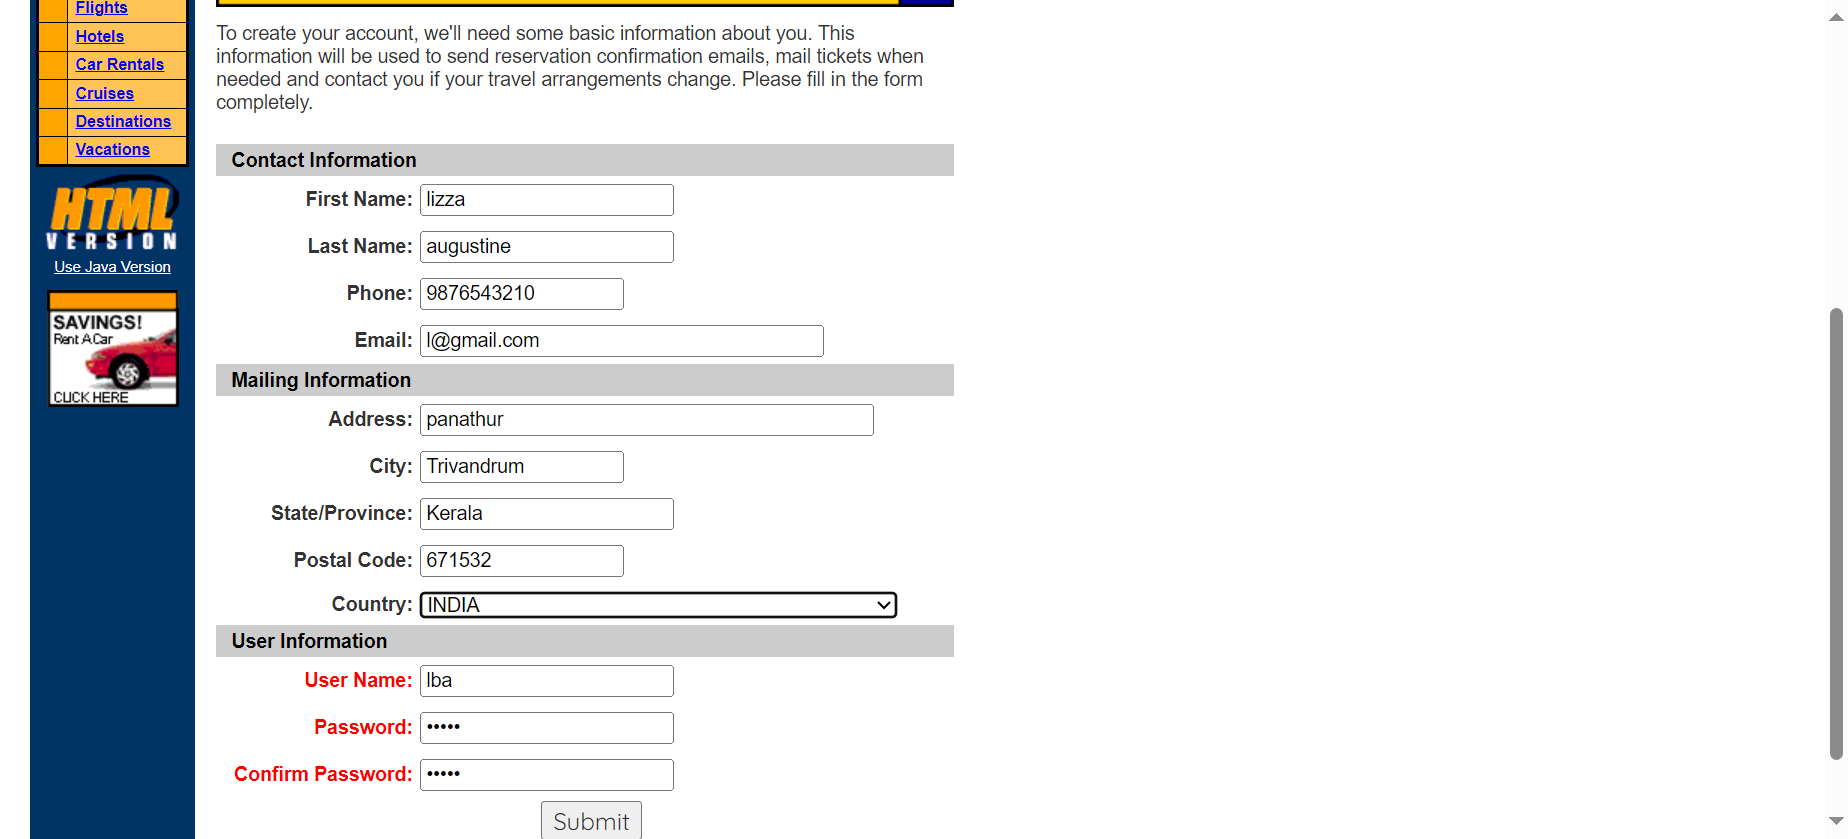 Flights
Hotels
Car Rentals
Cruises
Destinations
Vacations
HTML
VERSION
Use Java Version
SAVINGS!
Rent A Car
CLICK HERE
To create your account, we'll need some basic information about you. This
information will be used to send reservation confirmation emails, mail tickets when
needed and contact you if your travel arrangements change. Please fill in the form
completely.
Contact Information
First Name: lizza
Last Name: augustine
Phone: 9876543210
Email: l@gmail.com
Mailing Information
Address: panathur
City: Trivandrum
State/Province: Kerala
Postal Code: 671532
Country: INDIA
User Information
User Name: lba
Password: •••••
Confirm Password: •••••
Submit